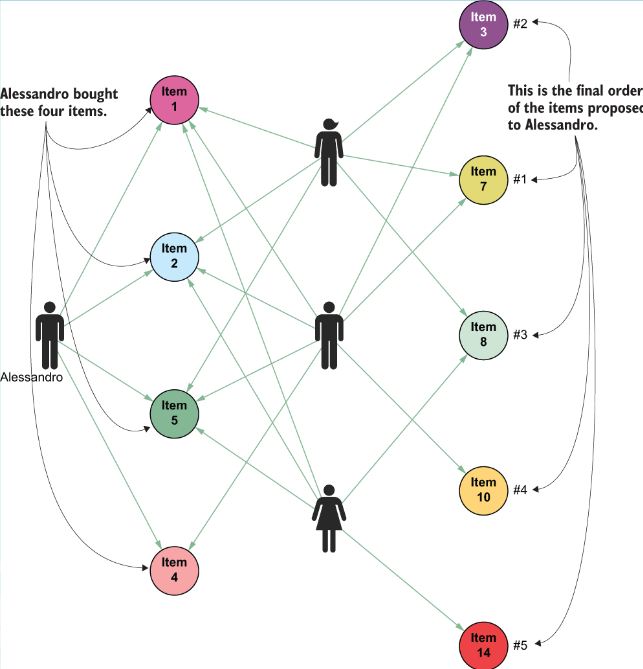 Item
3
#2
Alessandro bought
these four items.
Item
1
This is the final order
of the items proposed
to Alessandro.
Item
7
#1
Item
2
Item
8
#3
Alessandro
Item
5
Item
10
#4
Item
4
Item
14
#5